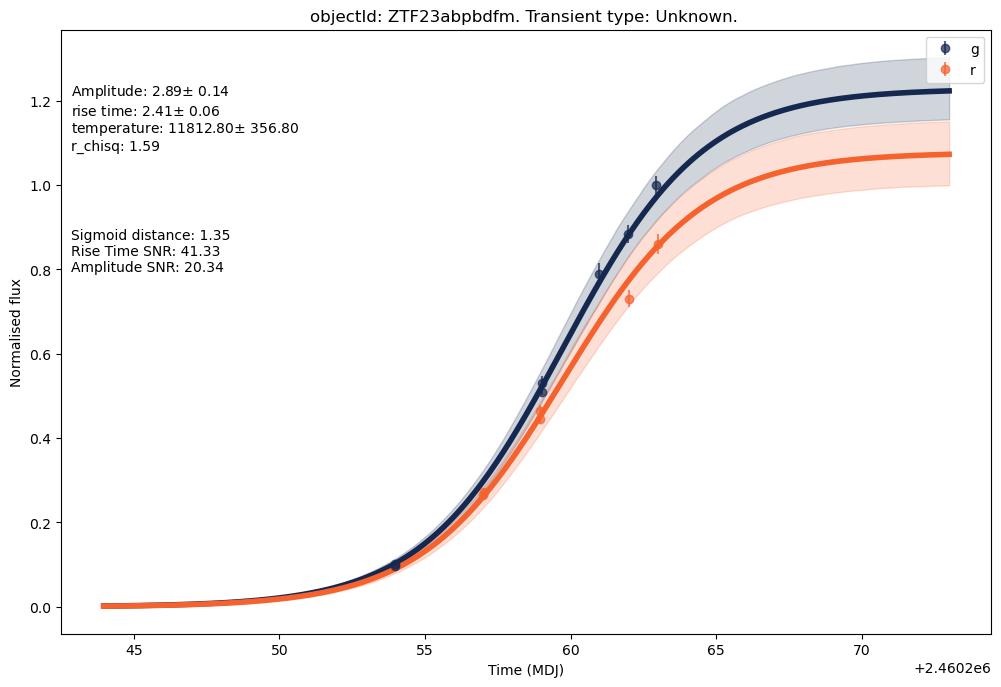 objectId: ZTF23abpbdfm. Transient type: Unknown.
g
r
Amplitude: 2.89± 0.14
rise time: 2.41± 0.06
temperature: 11812.80± 356.80
r_chisq: 1.59
Sigmoid distance: 1.35
Rise Time SNR: 41.33
Amplitude SNR: 20.34
Normalised flux
1.2
1.0
0.8
0.6
0.4
0.2
0.0
45
50
55
60
65
70
Time (MDJ)
+2.4602e6